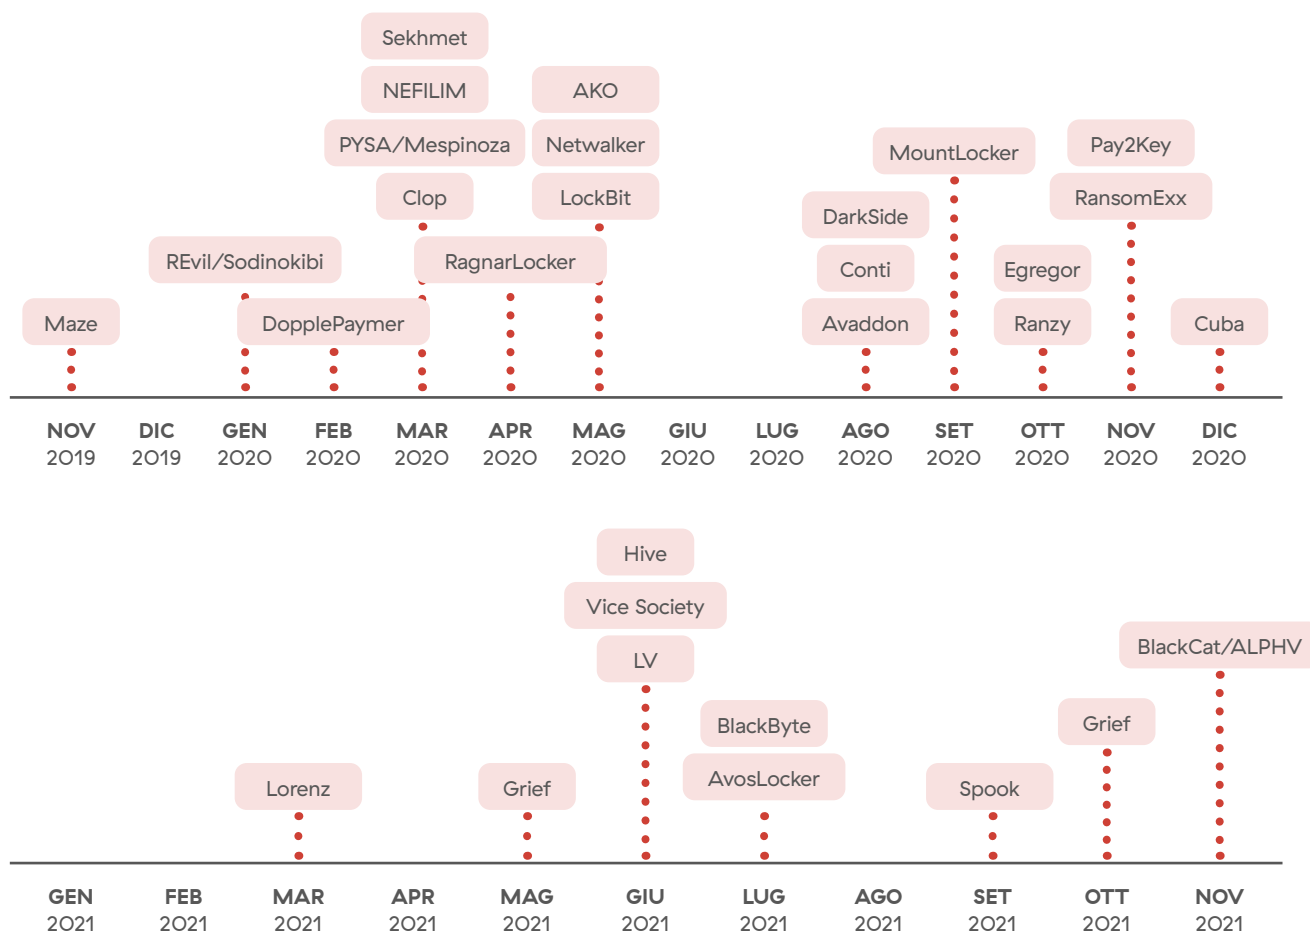 Sekhmet
NEFILIM
AKO
PYSA/Mespinoza
Netwalker
MountLocker
Pay2Key
Clop
LockBit
RansomExx
DarkSide
REvil/Sodinokibi
RagnarLocker
Conti
Egregor
Maze
DopplePaymer
Avaddon
Ranzy
Cuba
NOV DIC GEN FEB MAR APR MAG GIU LUG AGO SET OTT NOV DIC
2019 2019 2020 2020 2020 2020 2020 2020 2020 2020 2020 2020 2020 2020
Hive
Vice Society
LV
BlackCat/ALPHV
BlackByte
Grief
Lorenz
Grief
AvosLocker
Spook
GEN FEB MAR APR MAG GIU LUG AGO SET OTT NOV
2021 2021 2021 2021 2021 2021 2021 2021 2021 2021 2021